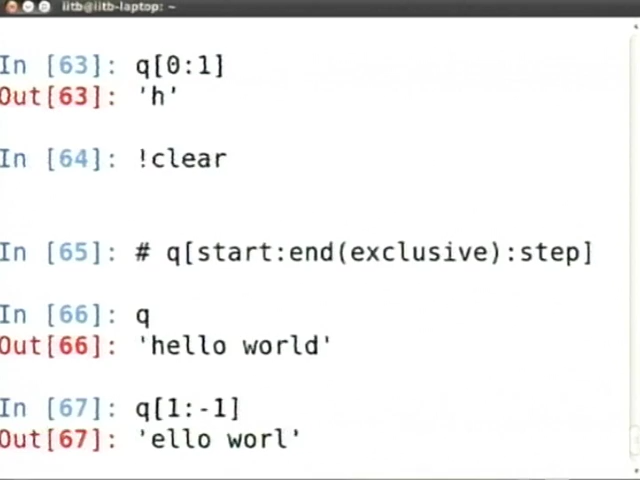 iitb@iitb-laptop: ~
In [63]: q[0:1]
Out[63]: 'h'
In [64]: !clear
In [65]: # q[start:end(exclusive):step]
In [66]: q
Out[66]: 'hello world'
In [67]: q[1:-1]
Out[67]: 'ello worl'